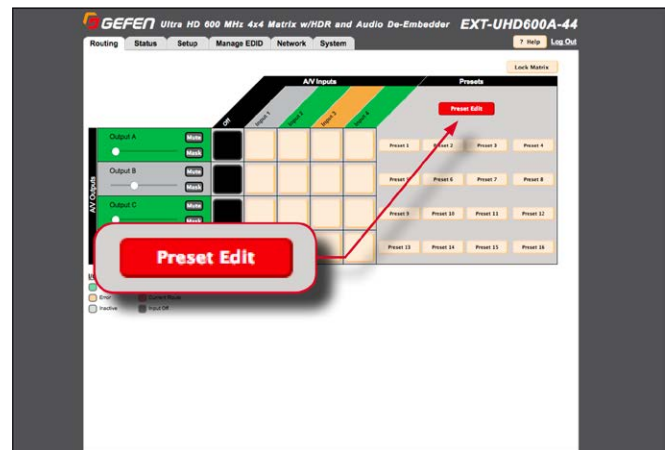 GEFEN Ultra HD 600 MHz 4x4 Matrix w/HDR and Audio De-Embedder EXT-UHD600A-44
Routing Status Setup Manage EDID Network System
? Help Log Out
Lock Matrix
A/V Inputs
Presets
Off Input 1 Input 2 Input 3 Input 4
Preset Edit
A/V Outputs
Output A Mute
Mask
Preset 1 Preset 2 Preset 3 Preset 4
Output B Mute
Mask
Preset 5 Preset 6 Preset 7 Preset 8
Output C Mute
Mask
Preset 9 Preset 10 Preset 11 Preset 12
Preset 13 Preset 14 Preset 15 Preset 16
Preset Edit
Error Current Route
Inactive Input Off